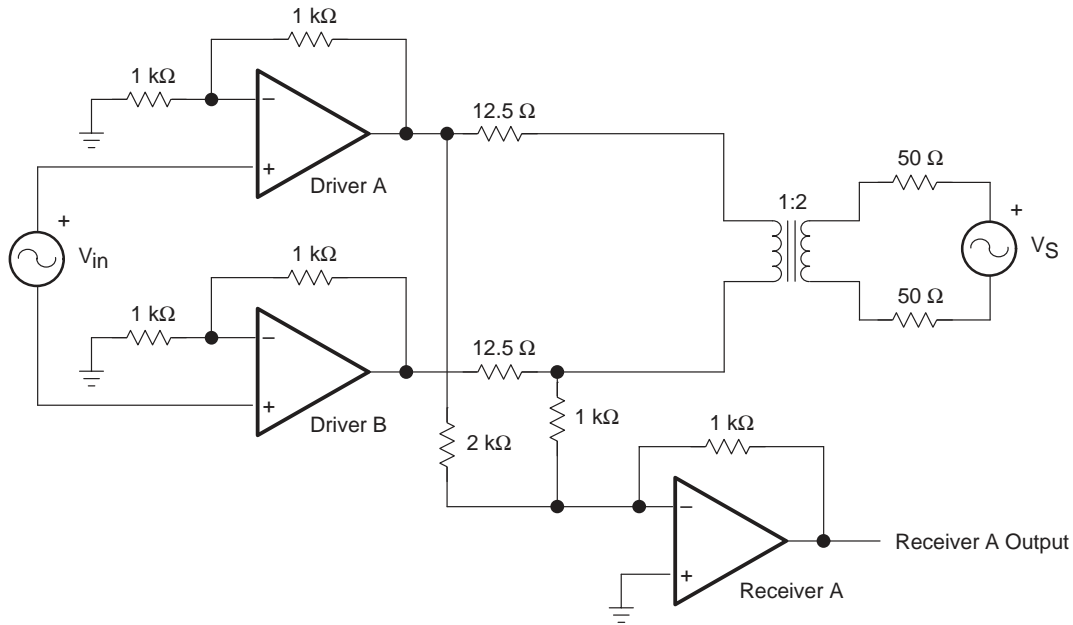 1 kΩ
1 kΩ
−
+
Driver A
12.5 Ω
50 Ω
1:2
+
V_S
50 Ω
+
V_in
1 kΩ
1 kΩ
−
+
Driver B
12.5 Ω
2 kΩ
1 kΩ
1 kΩ
−
+
Receiver A
Receiver A Output